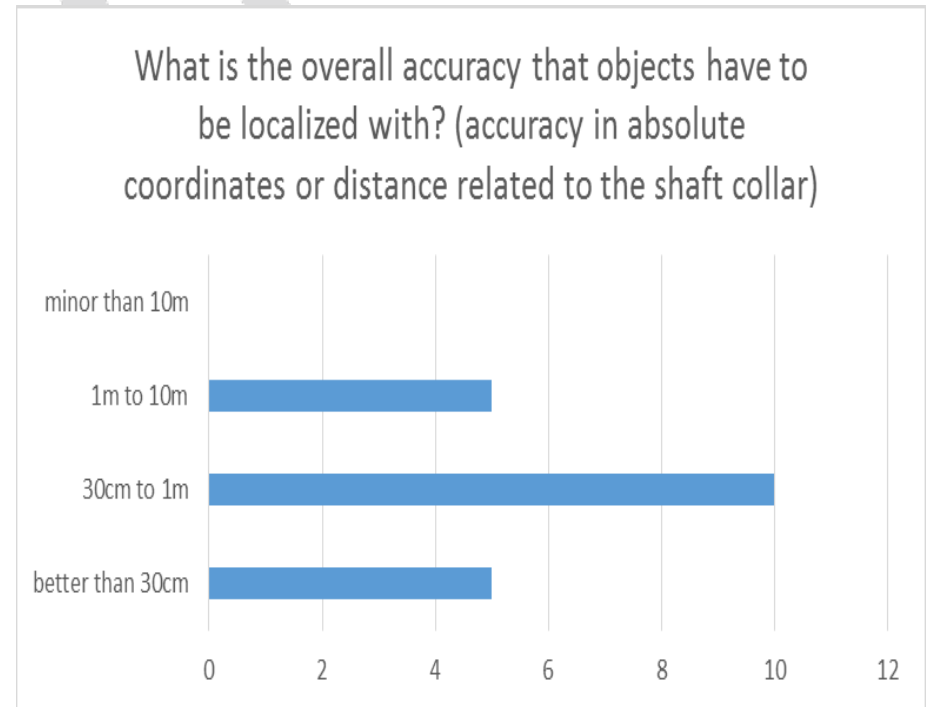 What is the overall accuracy that objects have to
be localized with? (accuracy in absolute
coordinates or distance related to the shaft collar)
minor than 10m
1m to 10m
30cm to 1m
better than 30cm
0 2 4 6 8 10 12